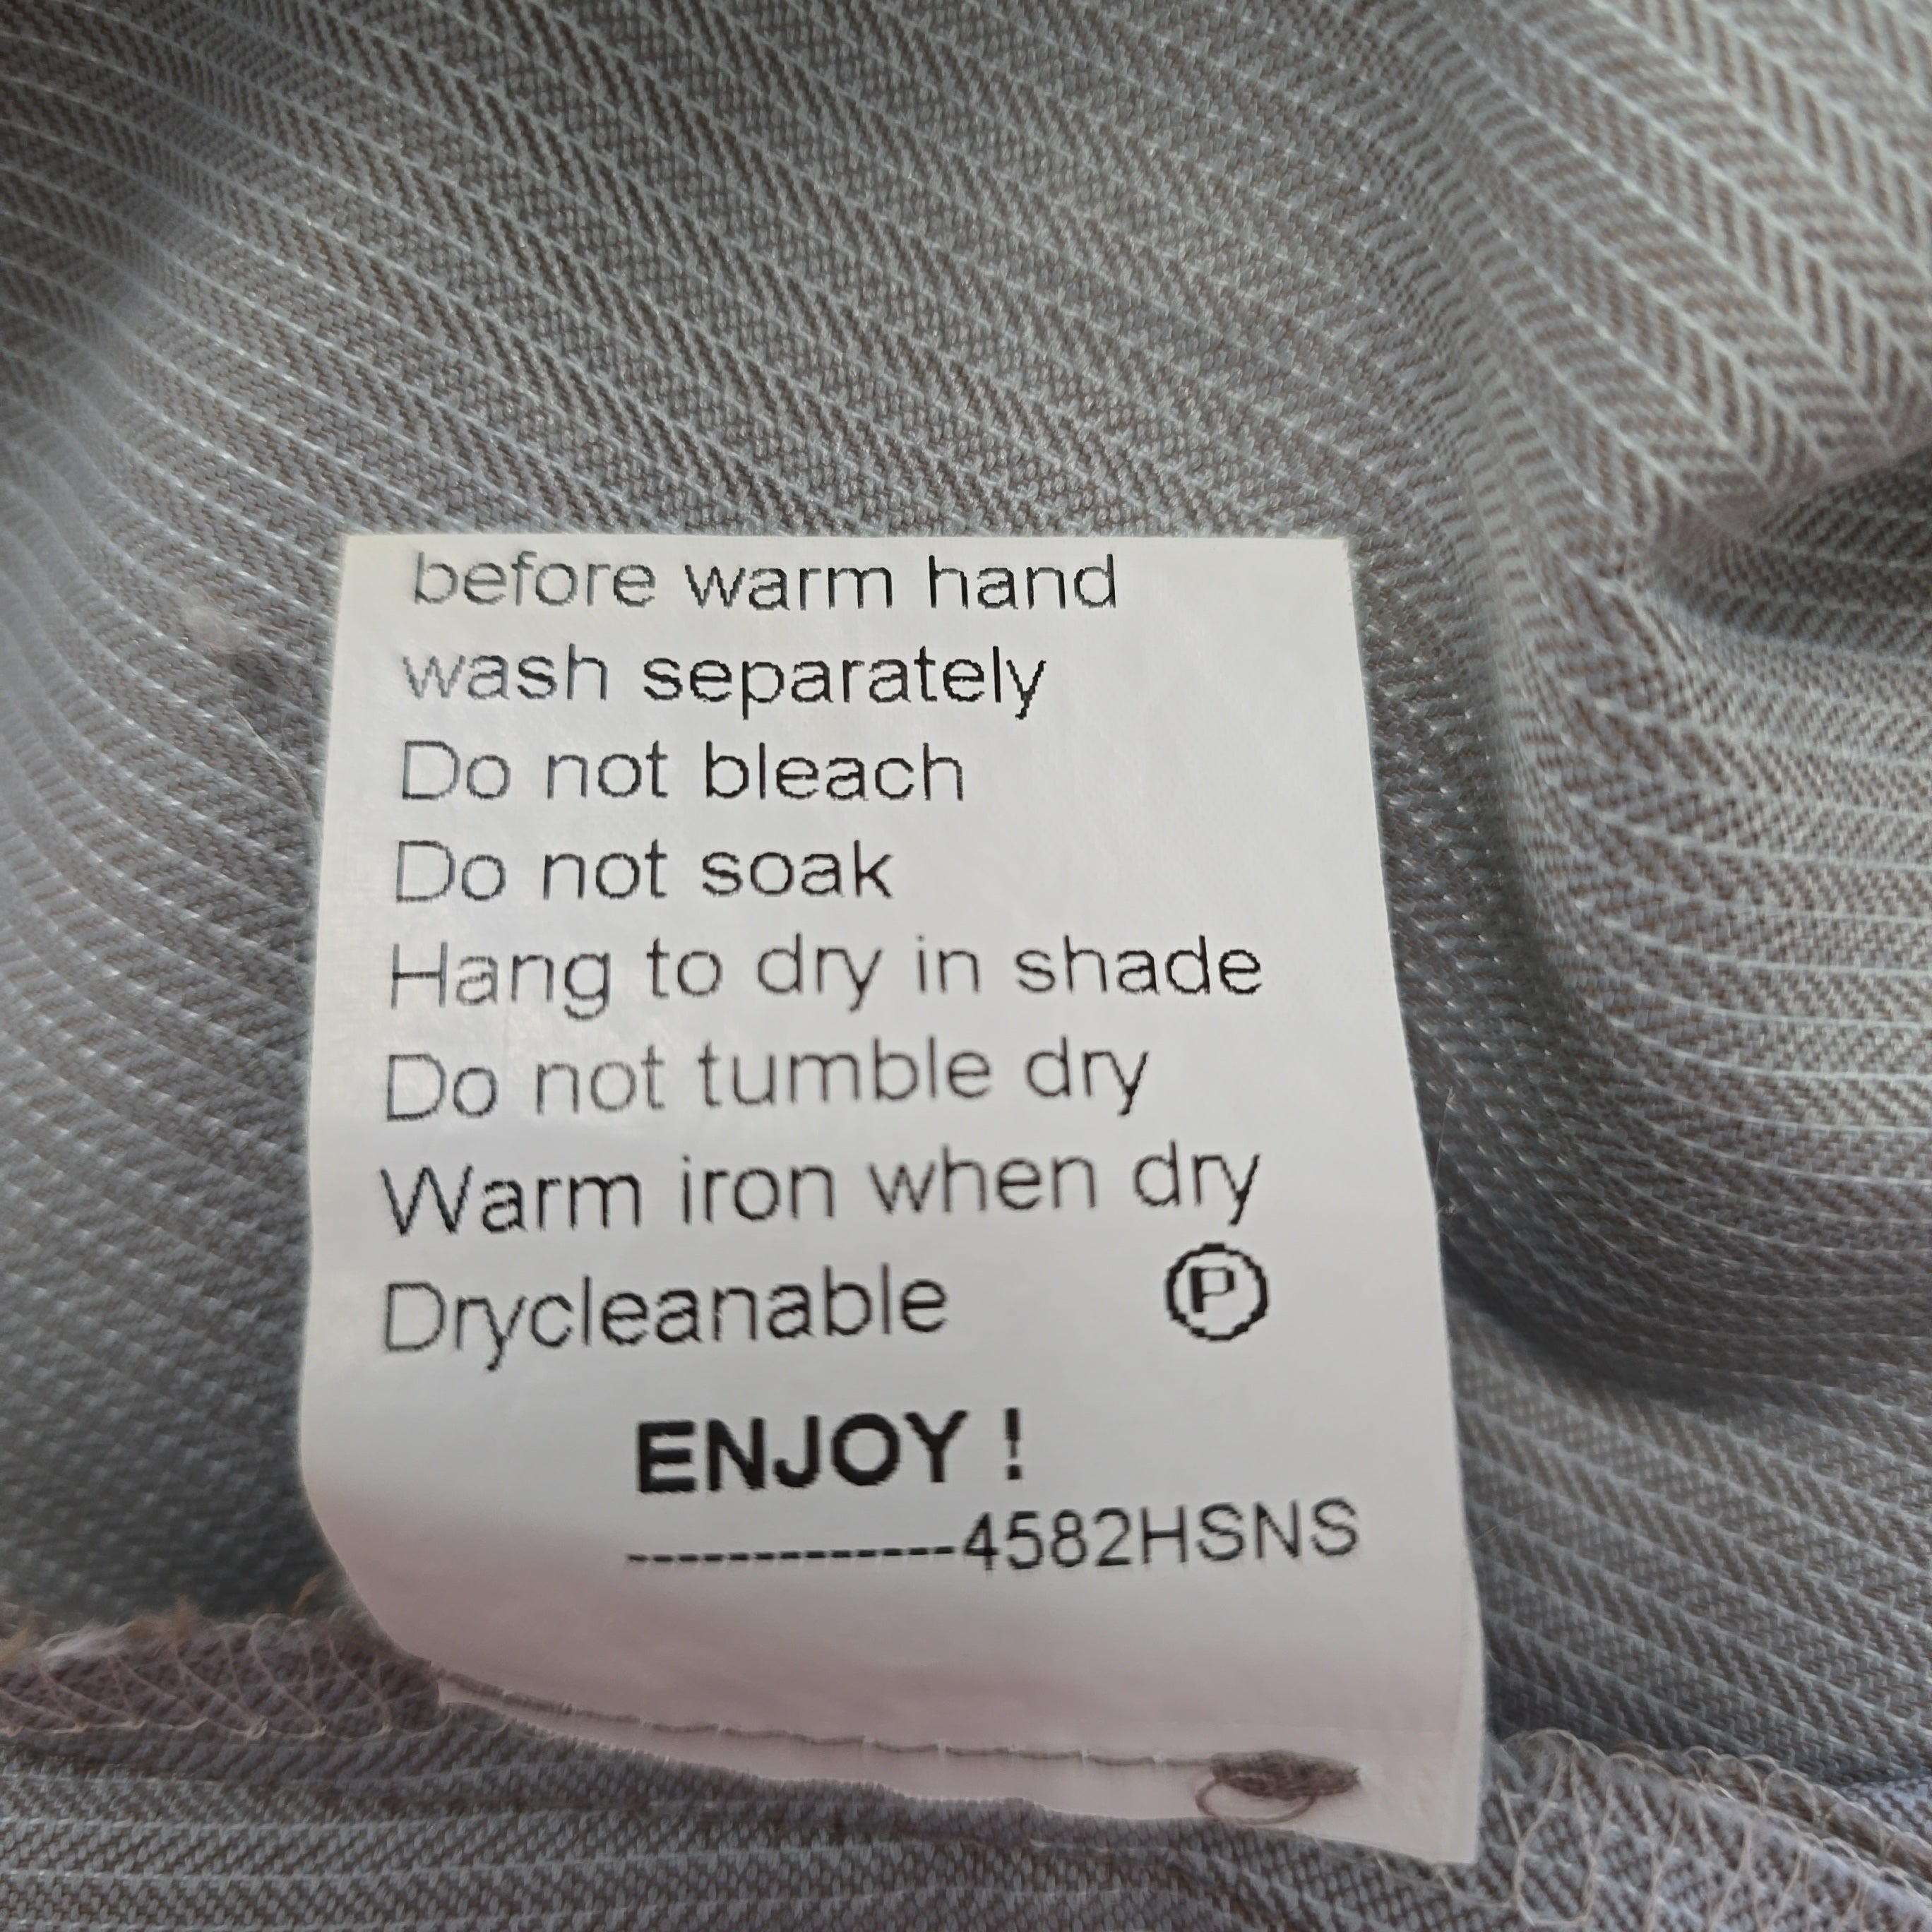 before warm hand
wash separately
Do not bleach
Do not soak
Hang to dry in shade
Do not tumble dry
Warm iron when dry
Drycleanable Ⓟ
ENJOY !
-------------4582HSNS